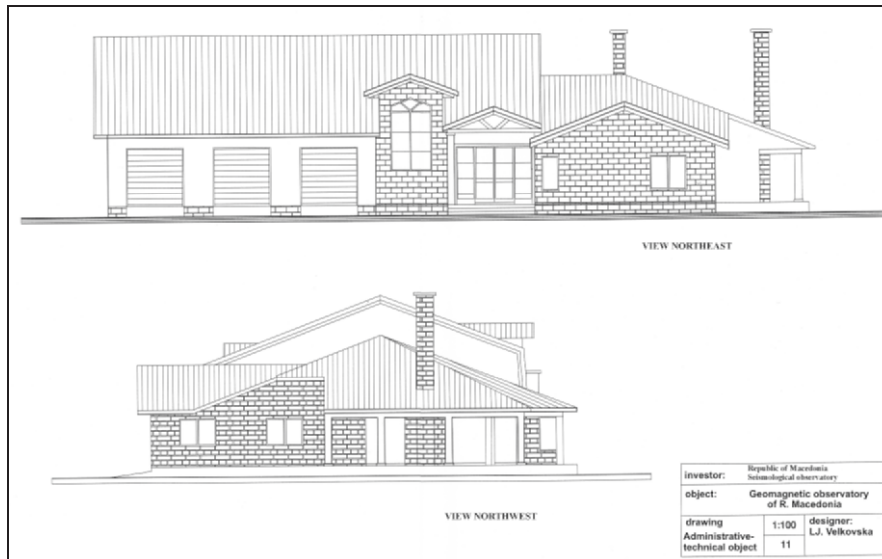 VIEW NORTHEAST
VIEW NORTHWEST
investor: Republic of Macedonia
Seismological observatory
object: Geomagnetic observatory
of R. Macedonia
drawing 1:100 designer:
LJ. Velkovska
Administrative-
technical object 11